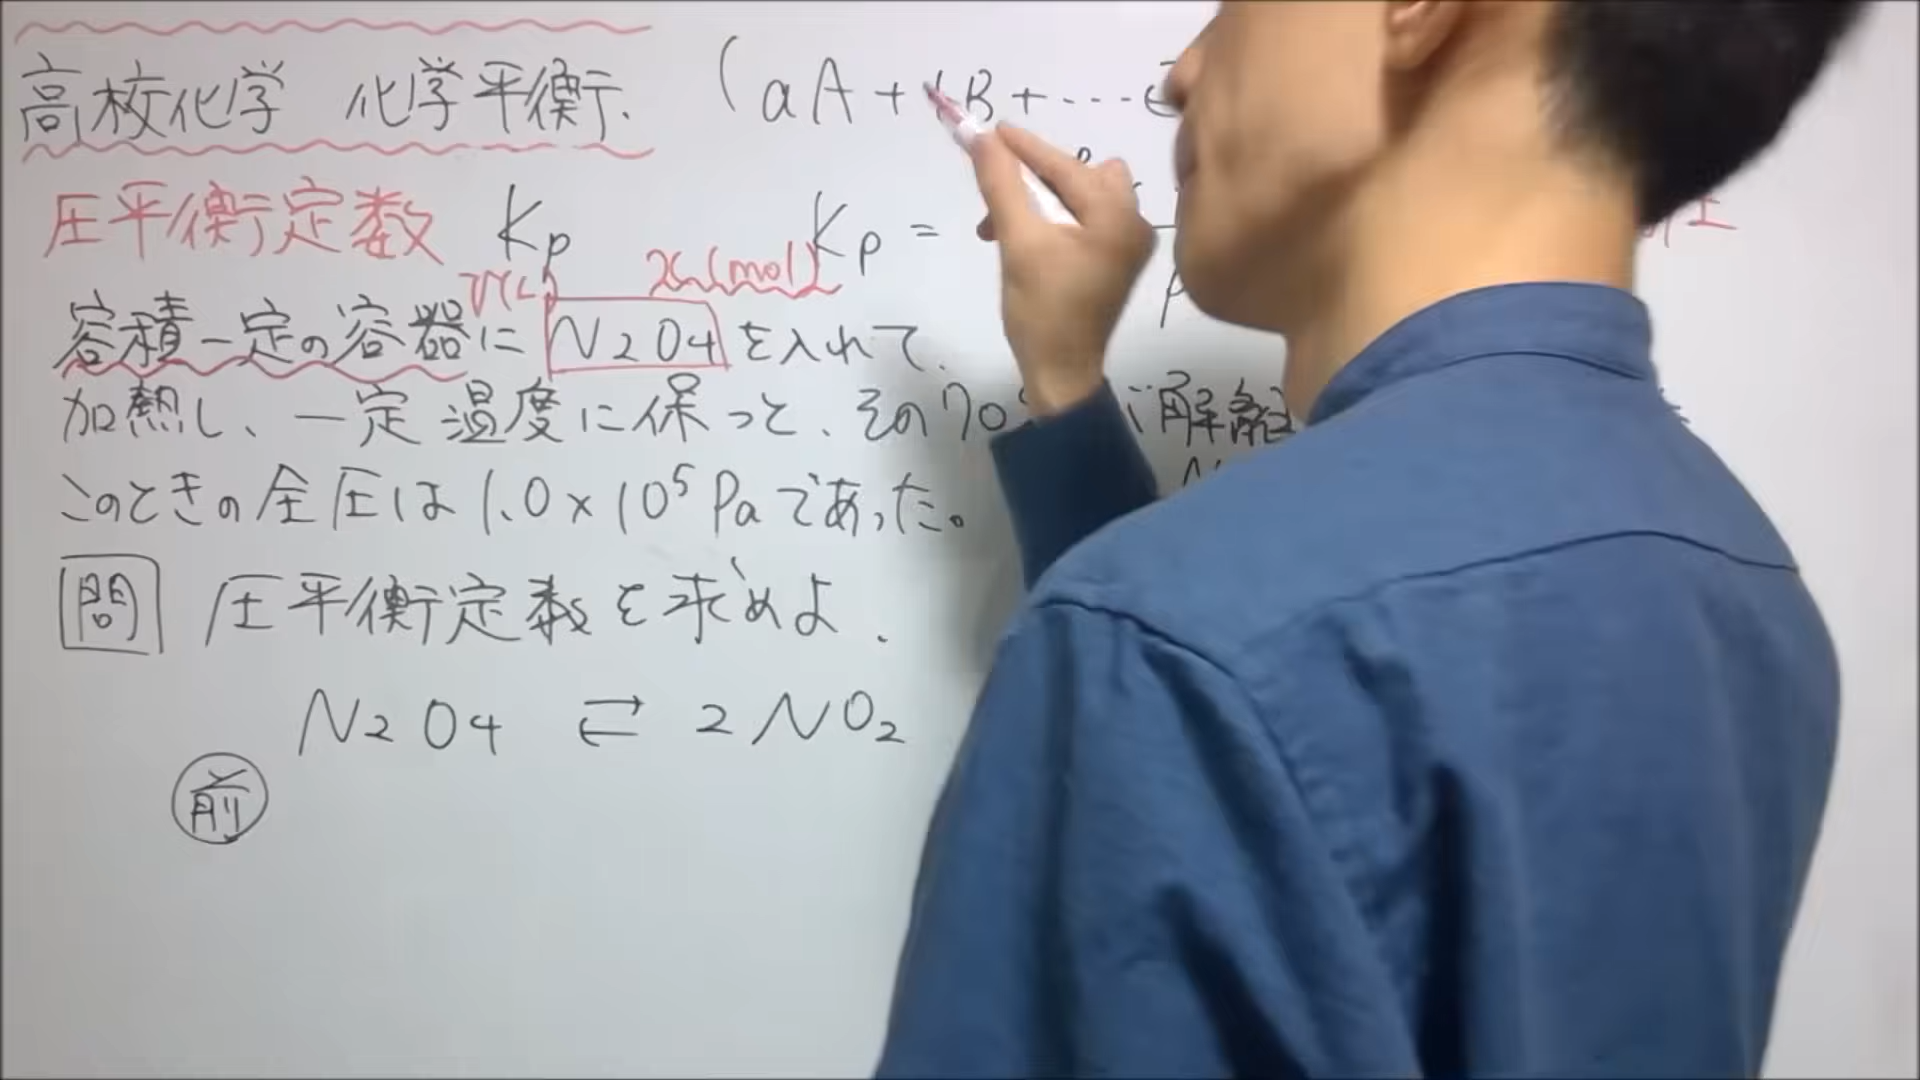 高校化学 化学平衡.
(aA + bB + ...
圧平衡定数 Kp Kp =
V(L) x(mol)
容積一定の容器に N2O4 を入れて、
加熱し、一定温度に保つと、その70% 解離
このときの全圧は 1.0×10⁵ Paであった。
問 圧平衡定数を求めよ.
N2O4 ⇄ 2NO2
前